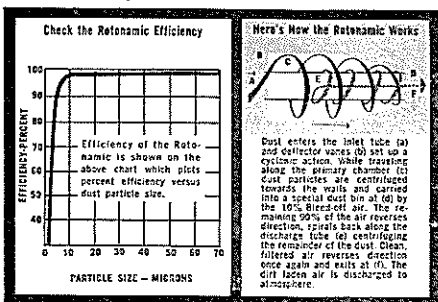 Check the Rotonamic Efficiency
100
90
80
70
60
50
40
EFFICIENCY-PERCENT
Efficiency of the Roto-
namic is shown on the
above chart which plots
percent efficiency versus
dust particle size.
0 10 20 30 40 50 60 70
PARTICLE SIZE — MICRONS
Here's How the Rotonamic Works
A
B
C
E
D
F
Dust enters the inlet tube (a)
and deflector vanes (b) set up a
cyclonic action. While traveling
along the primary chamber (c)
dust particles are centrifuged
towards the walls and carried
into a special dust bin at (d) by
the 10% Bleed-off air. The re-
maining 90% of the air reverses
direction, spirals back along the
discharge tube (e) centrifuging
the remainder of the dust. Clean,
filtered air reverses direction
once again and exits at (f). The
dirt laden air is discharged to
atmosphere.